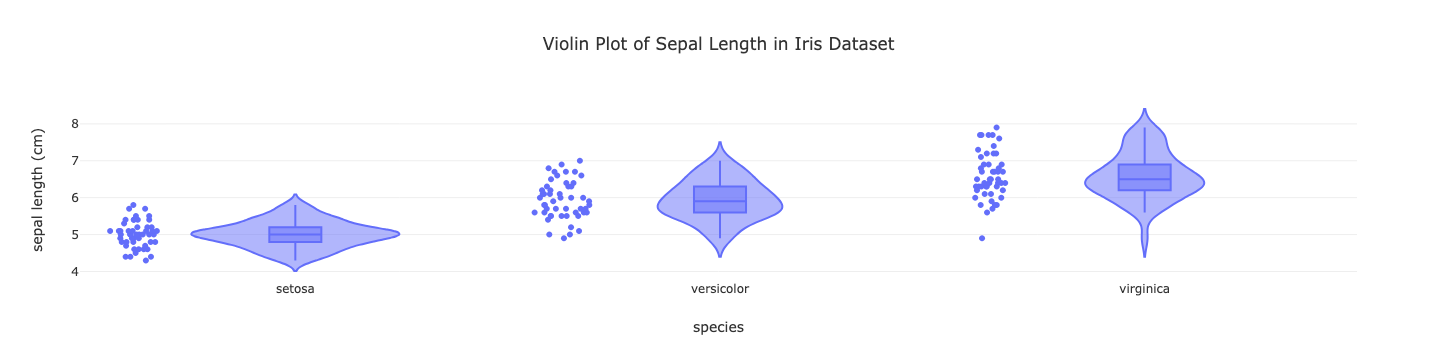 Violin Plot of Sepal Length in Iris Dataset
sepal length (cm)
8
7
6
5
4
setosa versicolor virginica
species